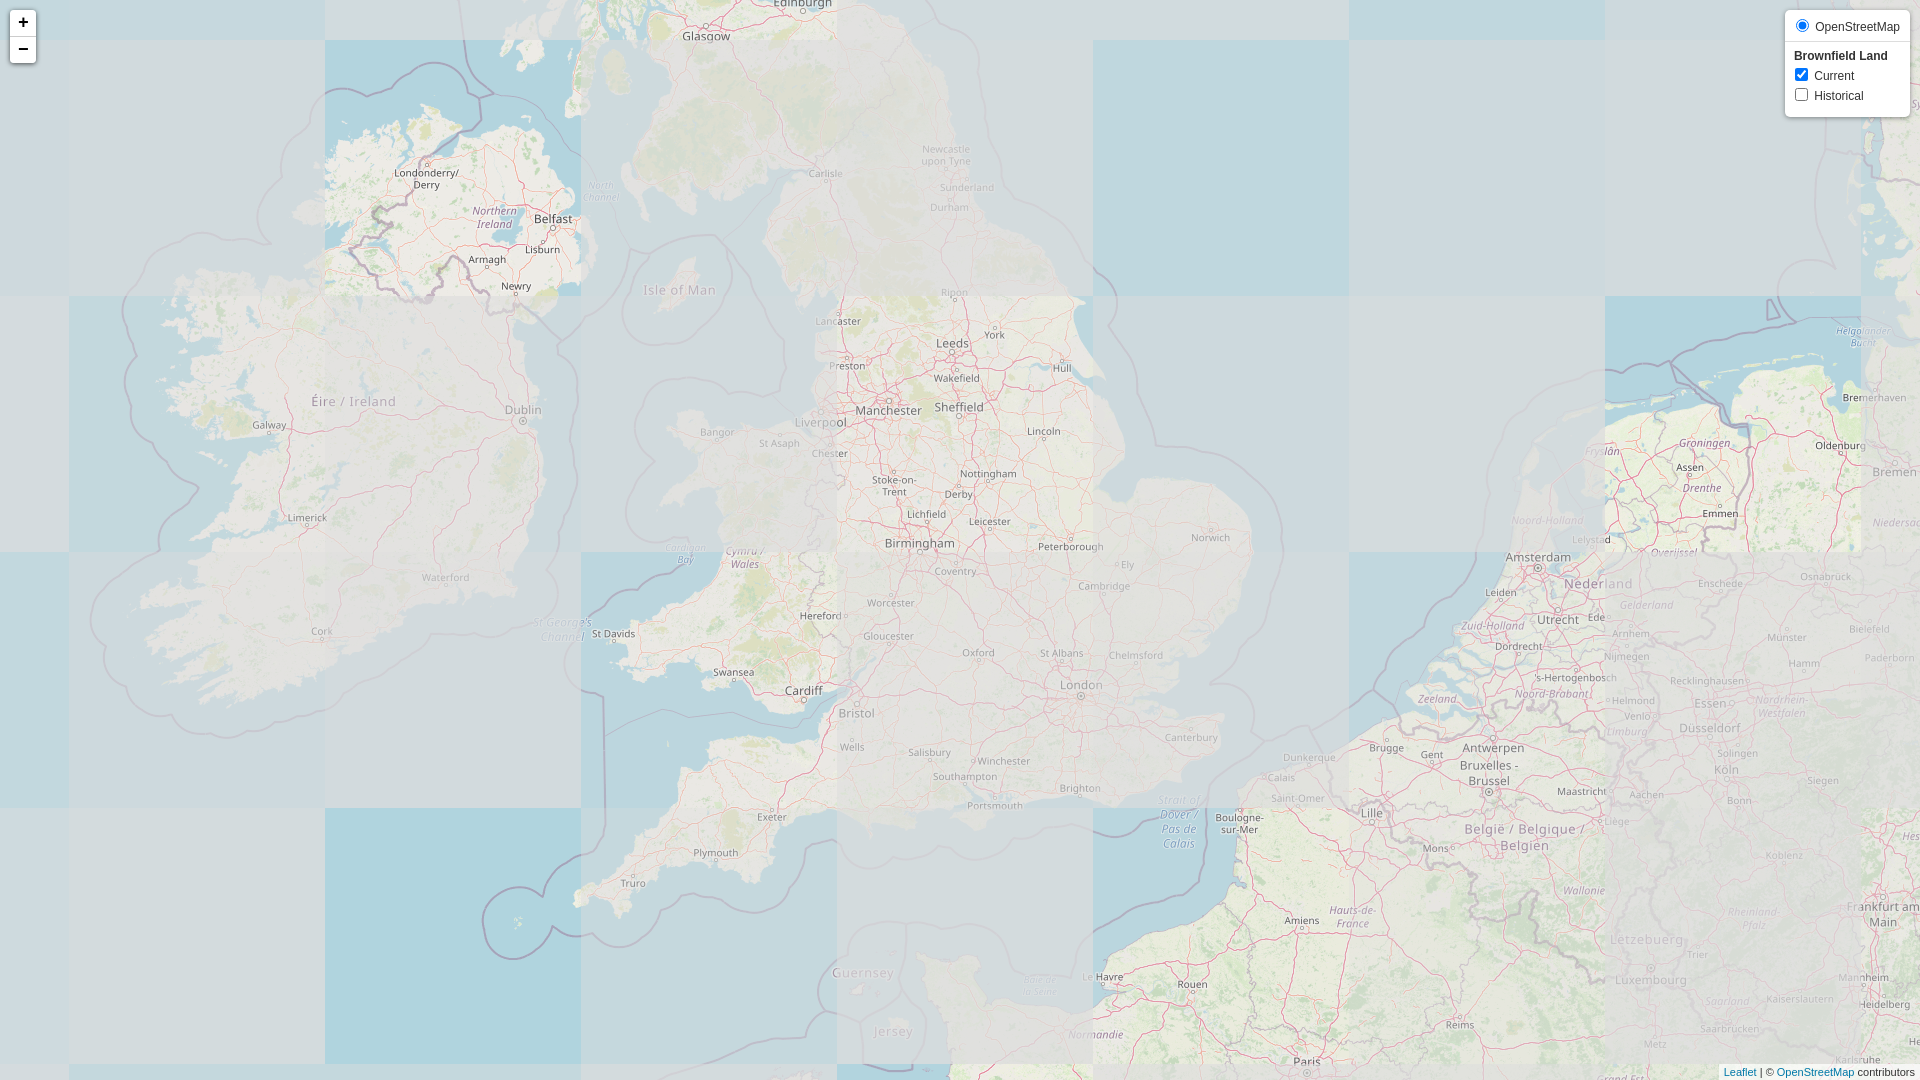 +
−
OpenStreetMap
Brownfield Land
Current
Historical
Edinburgh
Glasgow
Londonderry/
Derry
Northern
Ireland
Belfast
Lisburn
Armagh
Newry
North
Channel
Carlisle
Newcastle
upon Tyne
Sunderland
Durham
Isle of Man
Ripon
Lancaster
York
Leeds
Preston
Hull
Wakefield
Manchester
Sheffield
Éire / Ireland
Dublin
Galway
Bangor
St Asaph
Liverpool
Chester
Lincoln
Stoke-on-
Trent
Nottingham
Derby
Limerick
Lichfield
Leicester
Norwich
Birmingham
Peterborough
Cardigan
Bay
Cymru /
Wales
Coventry
Ely
Cambridge
Waterford
Worcester
Hereford
St George's
Channel
St Davids
Cork
Gloucester
Oxford
St Albans
Chelmsford
Swansea
Cardiff
London
Bristol
Wells
Salisbury
Winchester
Canterbury
Southampton
Brighton
Portsmouth
Exeter
Plymouth
Truro
Strait of
Dover /
Pas de
Calais
Dunkerque
Calais
Saint-Omer
Boulogne-
sur-Mer
Lille
Guernsey
Jersey
Baie de
la Seine
Le Havre
Rouen
Amiens
Hauts-de-
France
Normandie
Reims
Paris
Helgoländer
Bucht
Bremerhaven
Groningen
Fryslân
Oldenburg
Assen
Bremen
Drenthe
Emmen
Noord-Holland
Lelystad
Niedersac
Amsterdam
Overijssel
Nederland
Enschede
Osnabrück
Leiden
Gelderland
Utrecht
Ede
Zuid-Holland
Arnhem
Münster
Bielefeld
Dordrecht
Nijmegen
Hamm
Paderborn
's-Hertogenbosch
Recklinghausen
Zeeland
Noord-Brabant
Helmond
Essen
Nordrhein-
Westfalen
Venlo
Limburg
Düsseldorf
Brugge
Antwerpen
Gent
Solingen
Bruxelles -
Brussel
Köln
Siegen
Maastricht
Aachen
Bonn
Liège
België / Belgique /
Belgien
Mons
Koblenz
Hes
Wallonie
Frankfurt am
Main
Rheinland-
Pfalz
Lëtzebuerg
Trier
Luxembourg
Mannheim
Saarland
Kaiserslautern
Heidelberg
Saarbrücken
Metz
Karlsruhe
Grand Est
Leaflet | © OpenStreetMap contributors